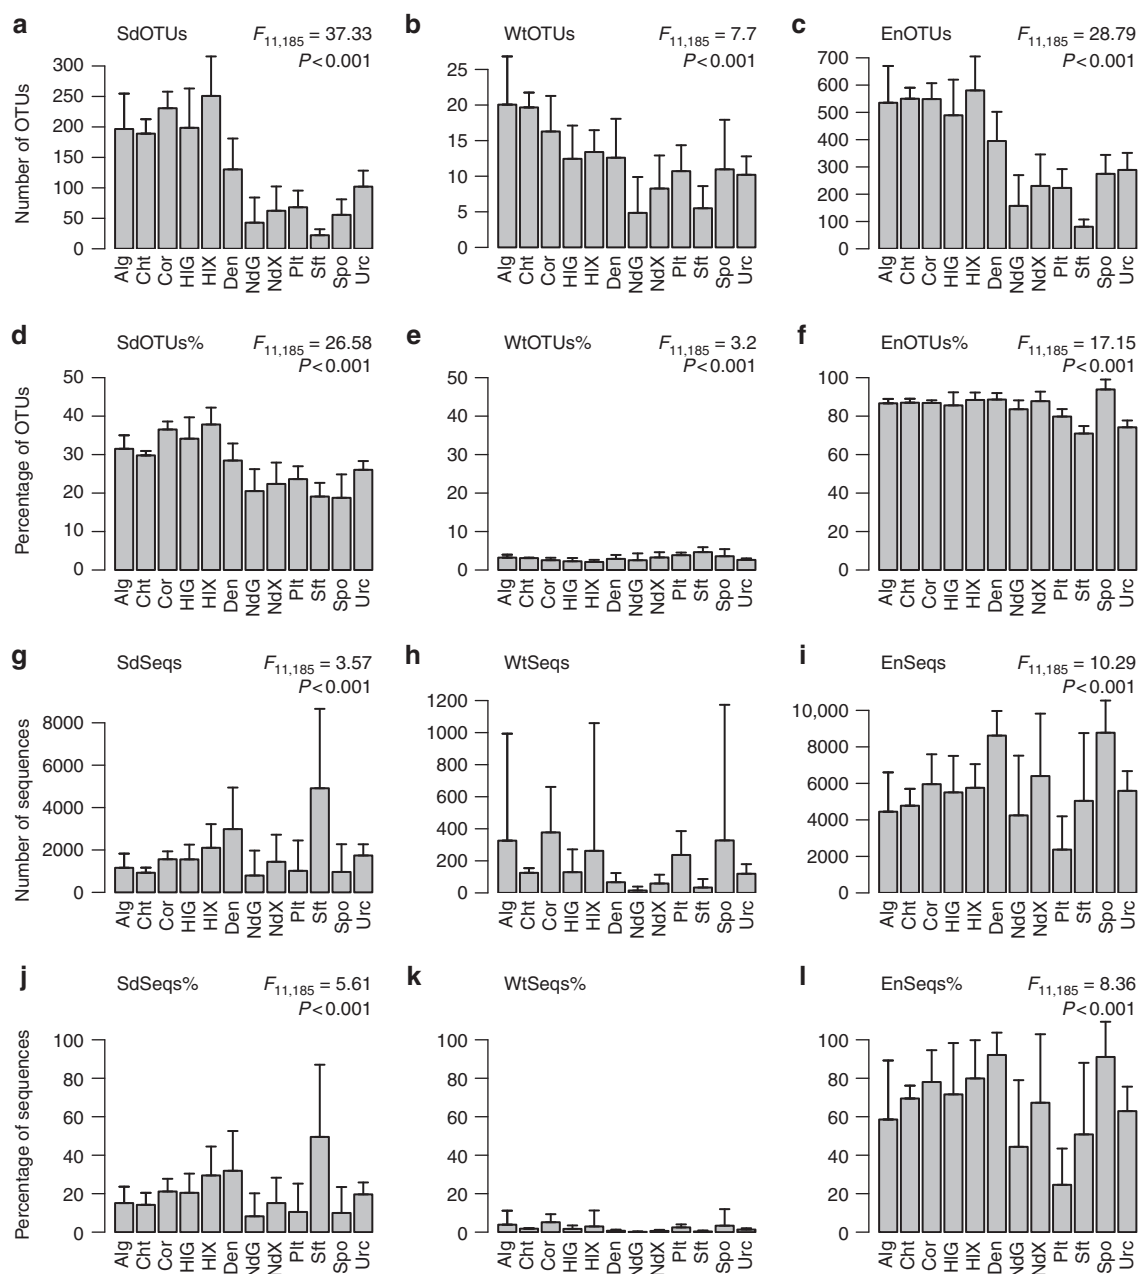 a SdOTUs F11,185 = 37.33
P<0.001
Number of OTUs
300
250
200
150
100
50
0
Alg Cht Cor HIG HIX Den NdG NdX Plt Sft Spo Urc
b WtOTUs F11,185 = 7.7
P<0.001
25
20
15
10
5
0
Alg Cht Cor HIG HIX Den NdG NdX Plt Sft Spo Urc
c EnOTUs F11,185 = 28.79
P<0.001
700
600
500
400
300
200
100
0
Alg Cht Cor HIG HIX Den NdG NdX Plt Sft Spo Urc
d SdOTUs% F11,185 = 26.58
P<0.001
Percentage of OTUs
50
40
30
20
10
0
Alg Cht Cor HIG HIX Den NdG NdX Plt Sft Spo Urc
e WtOTUs% F11,185 = 3.2
P<0.001
50
40
30
20
10
0
Alg Cht Cor HIG HIX Den NdG NdX Plt Sft Spo Urc
f EnOTUs% F11,185 = 17.15
P<0.001
100
80
60
40
20
0
Alg Cht Cor HIG HIX Den NdG NdX Plt Sft Spo Urc
g SdSeqs F11,185 = 3.57
P<0.001
Number of sequences
8000
6000
4000
2000
0
Alg Cht Cor HIG HIX Den NdG NdX Plt Sft Spo Urc
h WtSeqs
1200
1000
800
600
400
200
0
Alg Cht Cor HIG HIX Den NdG NdX Plt Sft Spo Urc
i EnSeqs F11,185 = 10.29
P<0.001
10,000
8000
6000
4000
2000
0
Alg Cht Cor HIG HIX Den NdG NdX Plt Sft Spo Urc
j SdSeqs% F11,185 = 5.61
P<0.001
Percentage of sequences
100
80
60
40
20
0
Alg Cht Cor HIG HIX Den NdG NdX Plt Sft Spo Urc
k WtSeqs%
100
80
60
40
20
0
Alg Cht Cor HIG HIX Den NdG NdX Plt Sft Spo Urc
l EnSeqs% F11,185 = 8.36
P<0.001
100
80
60
40
20
0
Alg Cht Cor HIG HIX Den NdG NdX Plt Sft Spo Urc